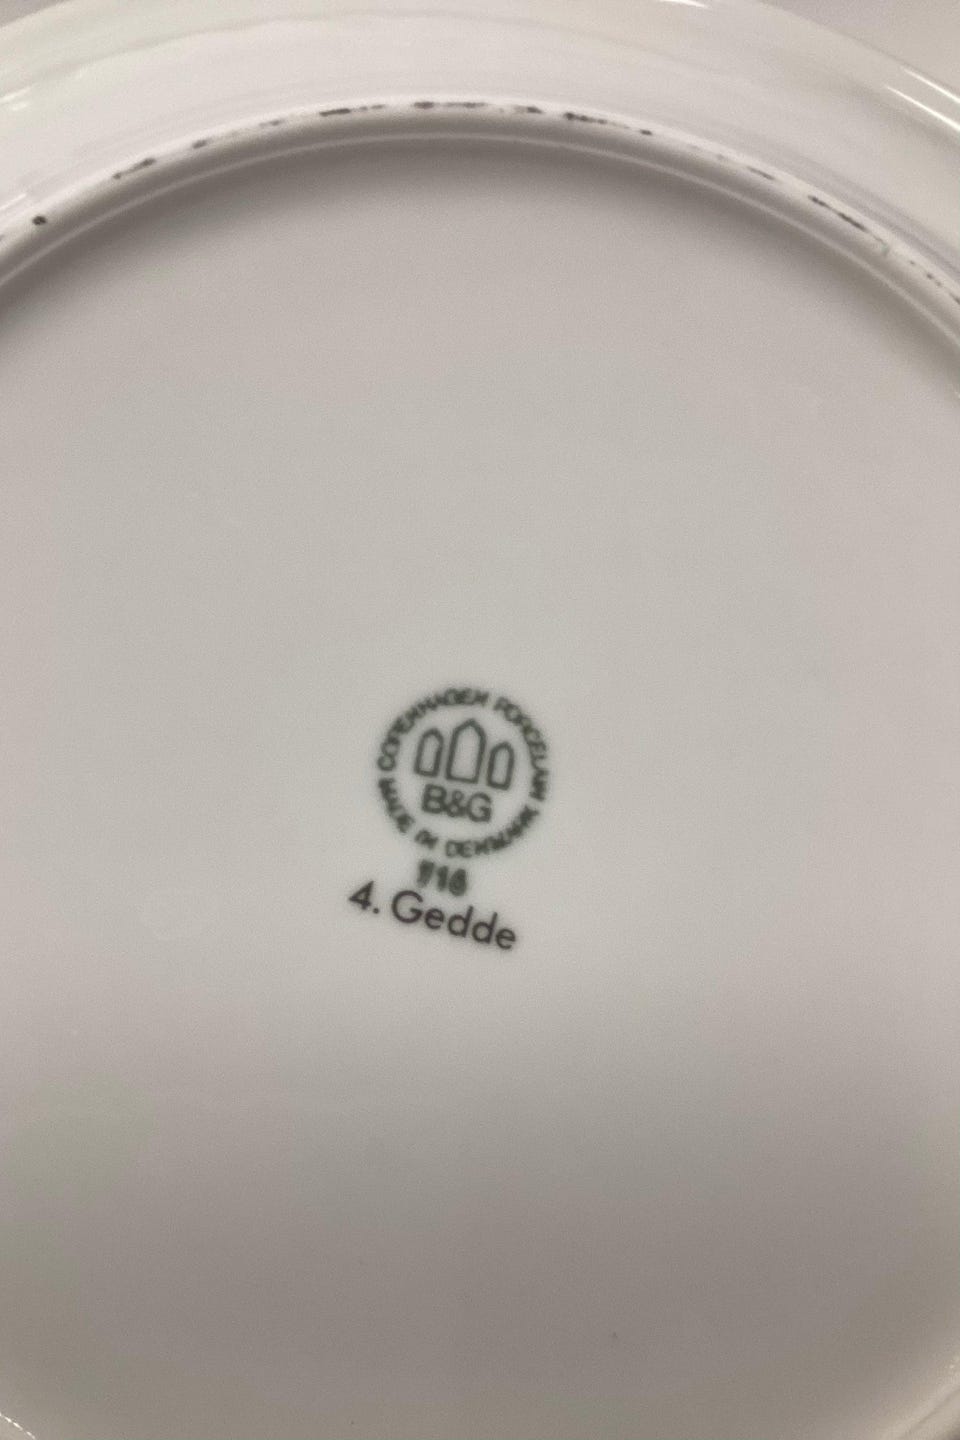 COPENHAGEN PORCELAIN
B&G
MADE IN DENMARK
4. Gedde